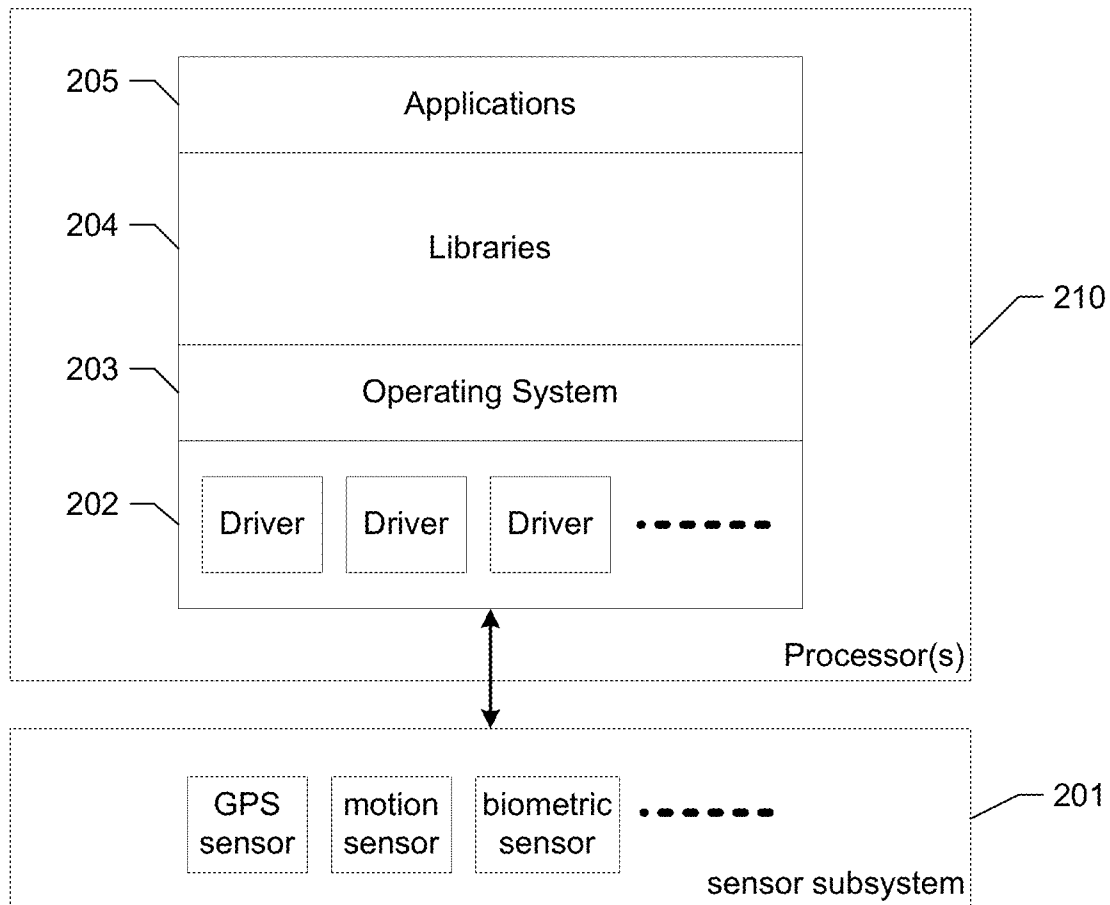 205
Applications
204
Libraries
210
203
Operating System
202
Driver Driver Driver
Processor(s)
GPS sensor
motion sensor
biometric sensor
201
sensor subsystem